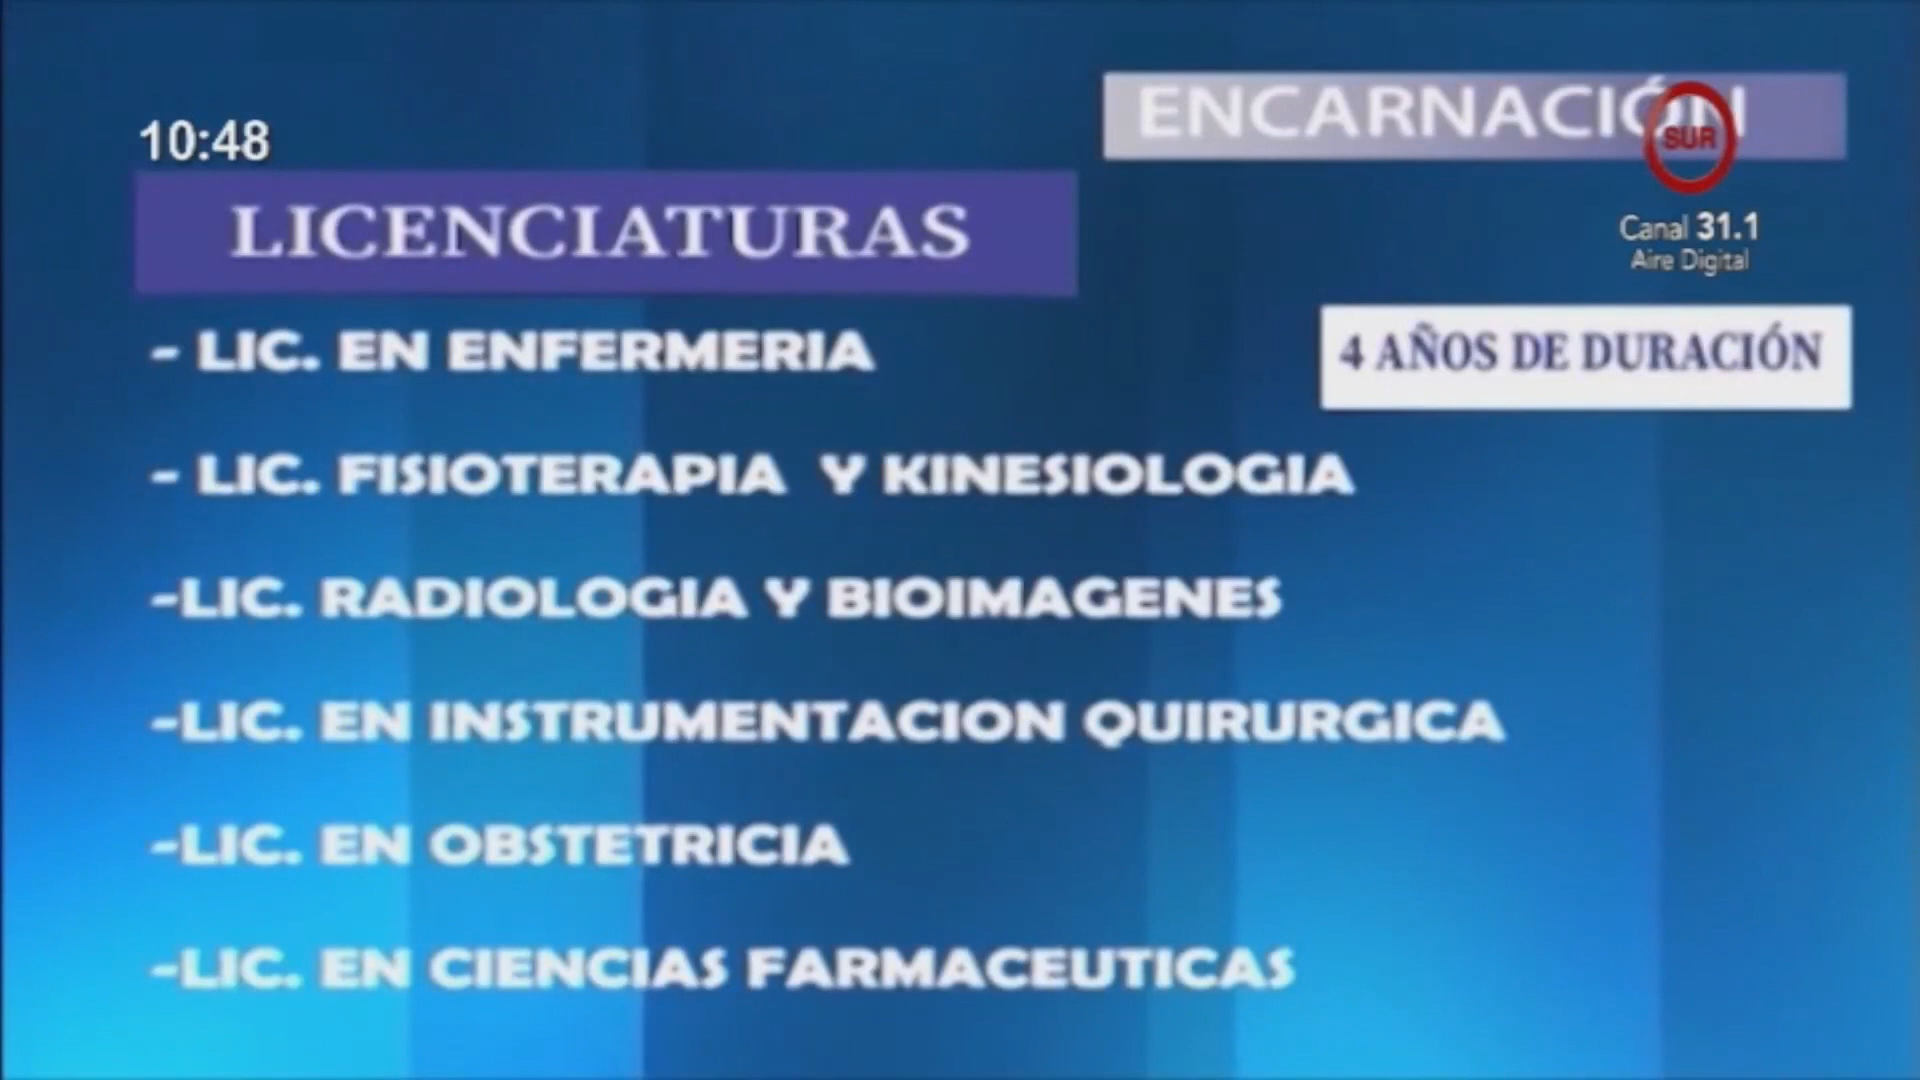 10:48
ENCARNACIÓN
SUR
Canal 31.1
Aire Digital
LICENCIATURAS
4 AÑOS DE DURACIÓN
- LIC. EN ENFERMERIA
- LIC. FISIOTERAPIA Y KINESIOLOGIA
-LIC. RADIOLOGIA Y BIOIMAGENES
-LIC. EN INSTRUMENTACION QUIRURGICA
-LIC. EN OBSTETRICIA
-LIC. EN CIENCIAS FARMACEUTICAS